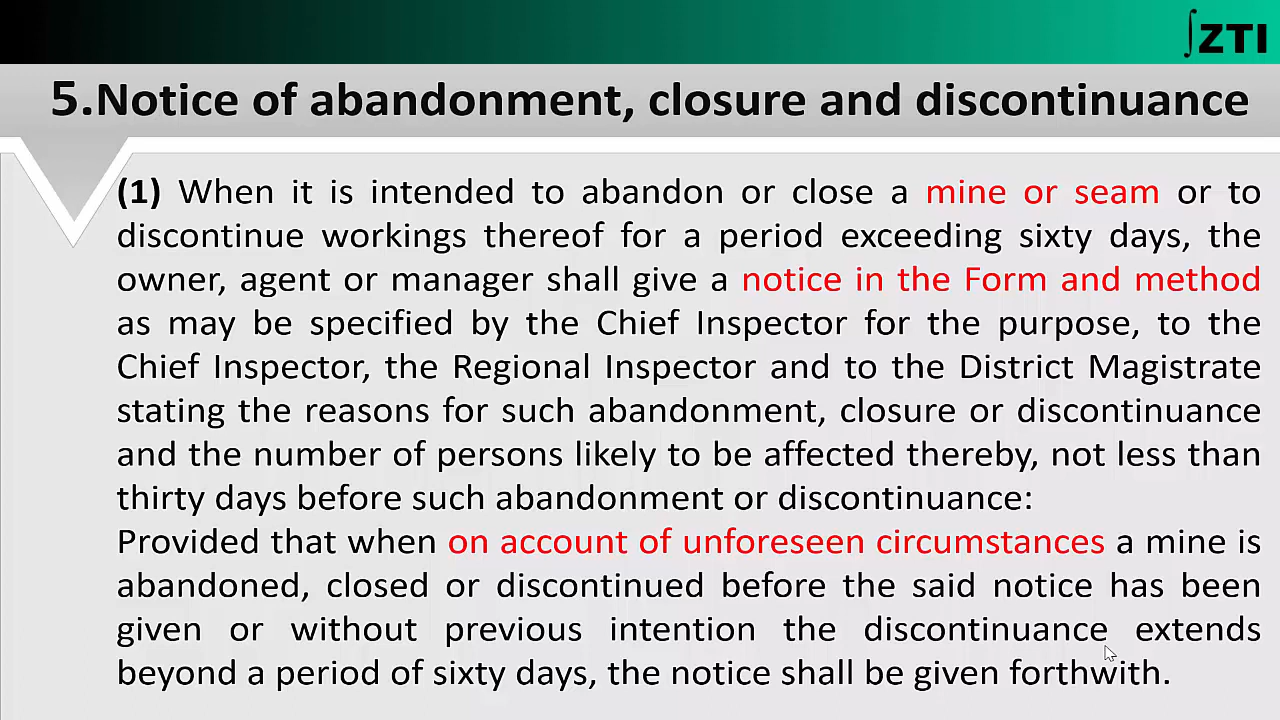 ∫ZTI
5.Notice of abandonment, closure and discontinuance
(1) When it is intended to abandon or close a mine or seam or to
discontinue workings thereof for a period exceeding sixty days, the
owner, agent or manager shall give a notice in the Form and method
as may be specified by the Chief Inspector for the purpose, to the
Chief Inspector, the Regional Inspector and to the District Magistrate
stating the reasons for such abandonment, closure or discontinuance
and the number of persons likely to be affected thereby, not less than
thirty days before such abandonment or discontinuance:
Provided that when on account of unforeseen circumstances a mine is
abandoned, closed or discontinued before the said notice has been
given or without previous intention the discontinuance extends
beyond a period of sixty days, the notice shall be given forthwith.